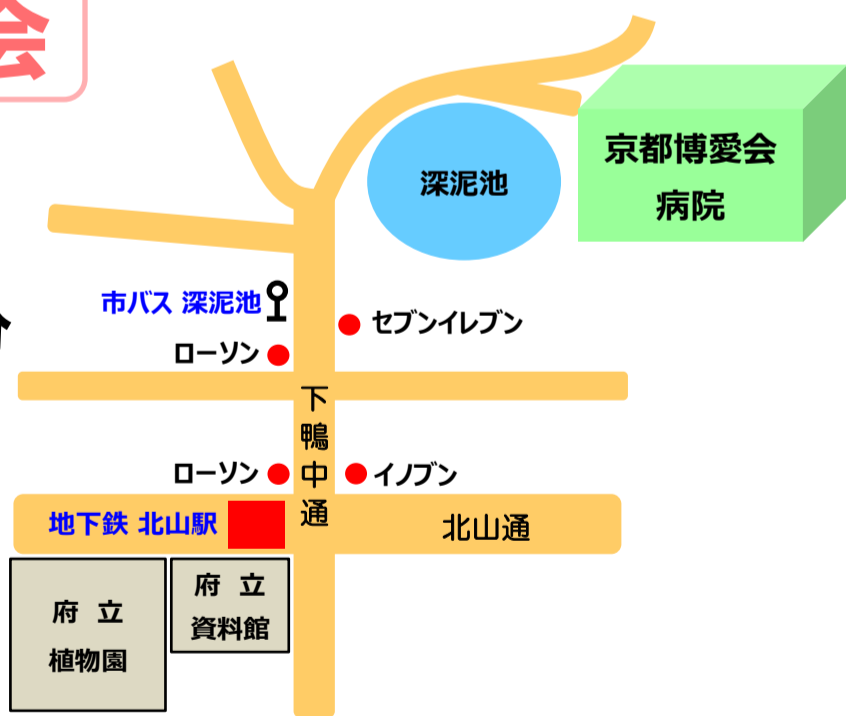 会
京都博愛会
病院
深泥池
市バス 深泥池
セブンイレブン
ローソン
下鴨中通
ローソン
イノブン
地下鉄 北山駅
北山通
府 立
植物園
府 立
資料館